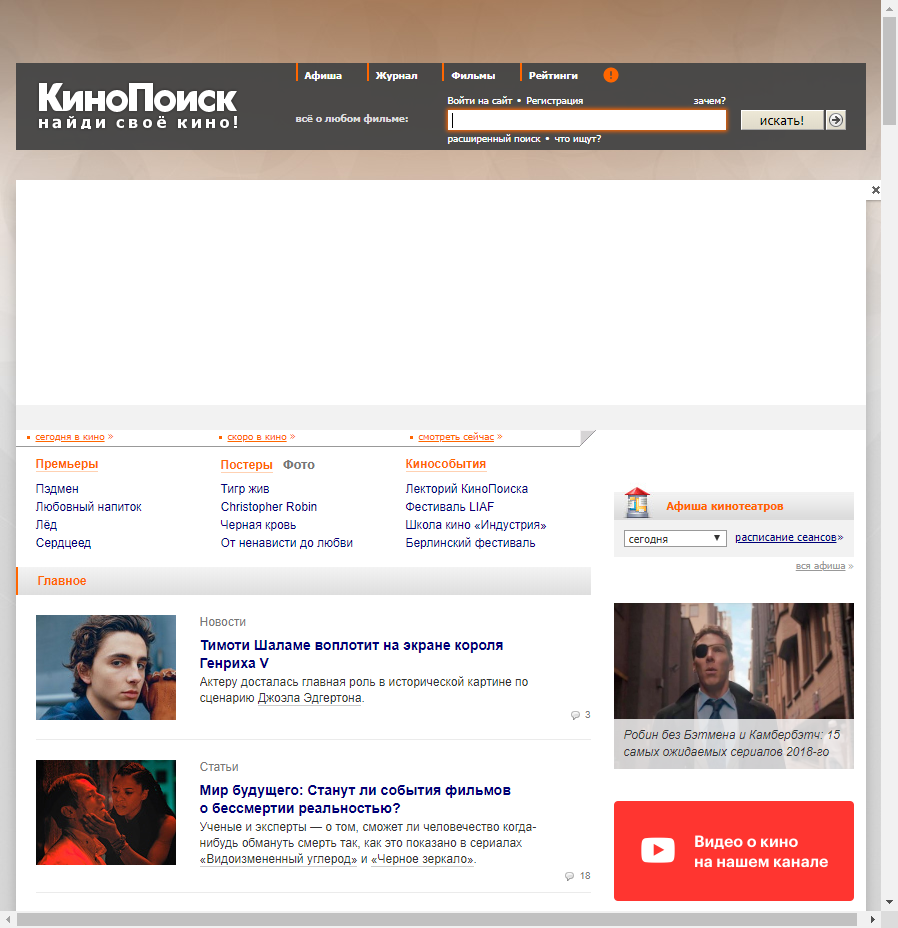 Афиша
Журнал
Фильмы
Рейтинги
!
КиноПоиск
найди своё кино!
Войти на сайт • Регистрация
зачем?
всё о любом фильме:
искать!
расширенный поиск • что ищут?
сегодня в кино »
скоро в кино »
смотреть сейчас »
Премьеры
Пэдмен
Любовный напиток
Лёд
Сердцеед
Постеры Фото
Тигр жив
Christopher Robin
Черная кровь
От ненависти до любви
Кинособытия
Лекторий КиноПоиска
Фестиваль LIAF
Школа кино «Индустрия»
Берлинский фестиваль
Афиша кинотеатров
сегодня
расписание сеансов»
вся афиша »
Главное
Новости
Тимоти Шаламе воплотит на экране короля
Генриха V
Актеру досталась главная роль в исторической картине по
сценарию Джоэла Эдгертона.
3
Робин без Бэтмена и Камбербэтч: 15
самых ожидаемых сериалов 2018-го
Статьи
Мир будущего: Станут ли события фильмов
о бессмертии реальностью?
Ученые и эксперты — о том, сможет ли человечество когда-
нибудь обмануть смерть так, как это показано в сериалах
«Видоизмененный углерод» и «Черное зеркало».
18
Видео о кино
на нашем канале